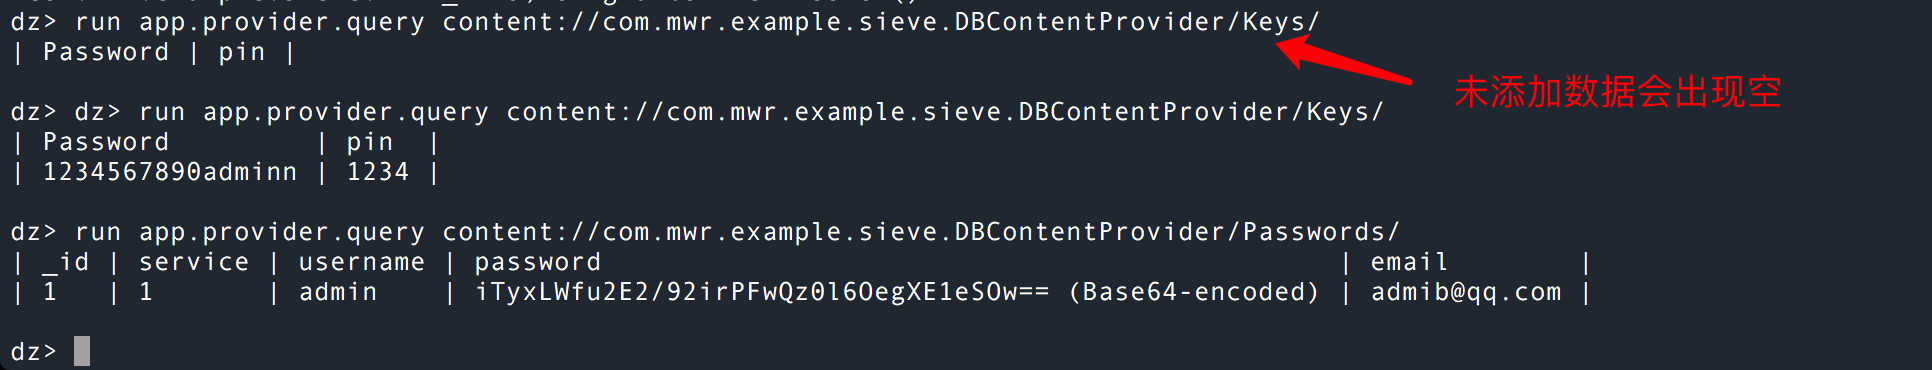 dz> run app.provider.query content://com.mwr.example.sieve.DBContentProvider/Keys/
| Password | pin |
未添加数据会出现空
dz> dz> run app.provider.query content://com.mwr.example.sieve.DBContentProvider/Keys/
| Password | pin |
| 1234567890adminn | 1234 |
dz> run app.provider.query content://com.mwr.example.sieve.DBContentProvider/Passwords/
| _id | service | username | password | email |
| 1 | 1 | admin | iTyxLWfu2E2/92irPFwQz0l6OegXE1eSOw== (Base64-encoded) | admib@qq.com |
dz>